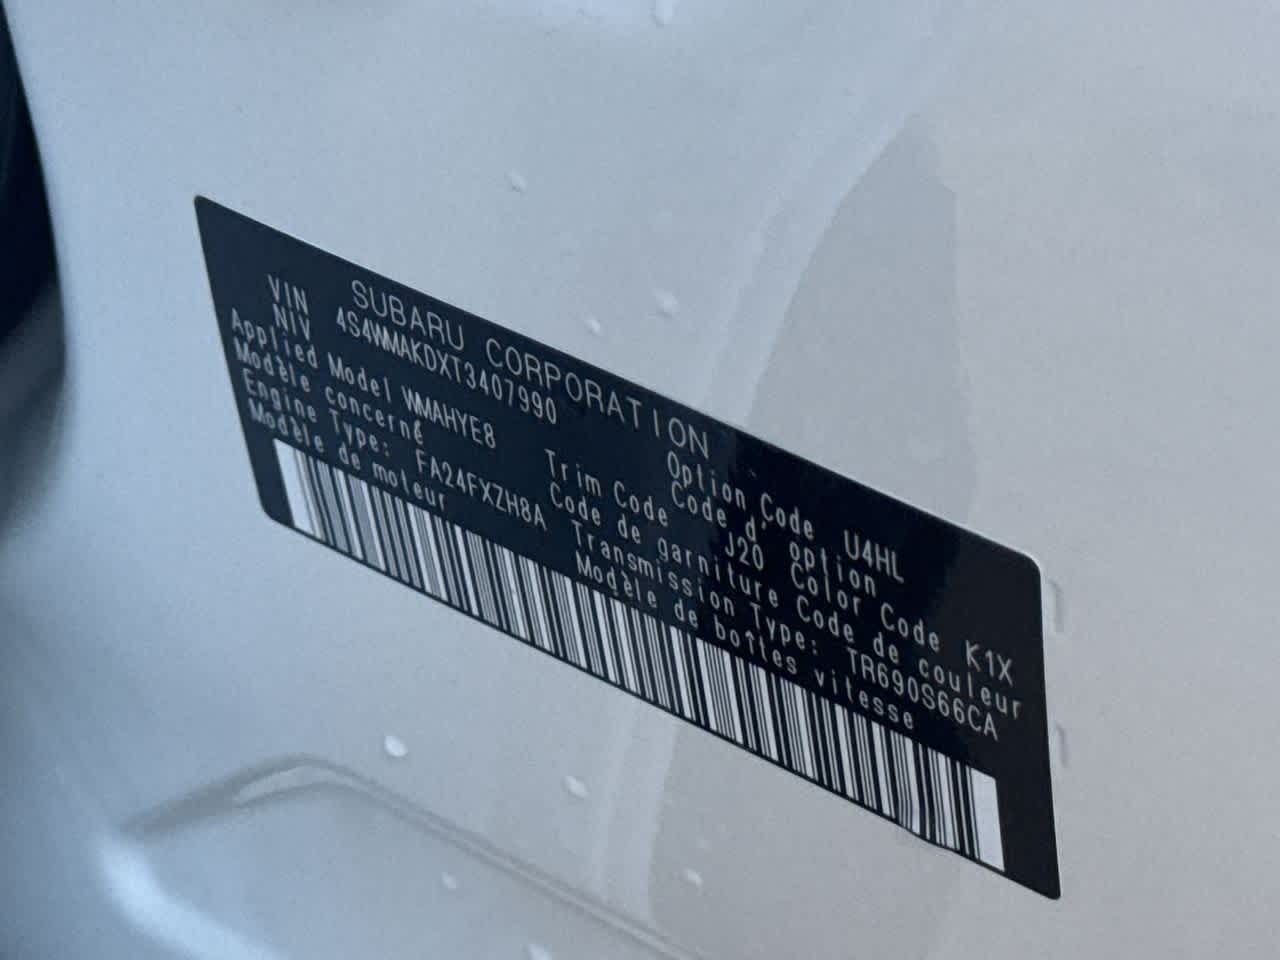 SUBARU CORPORATION
VIN
NIV 4S4WMAKDXT3407990 Option Code U4HL
Code d' option
Applied Model WMAHYE8 Trim Code J20 Color Code K1X
Modèle concerné Code de garniture Code de couleur
Engine Type: FA24FXZH8A Transmission Type: TR690S66CA
Modèle de moteur Modèle de boîtes vitesse